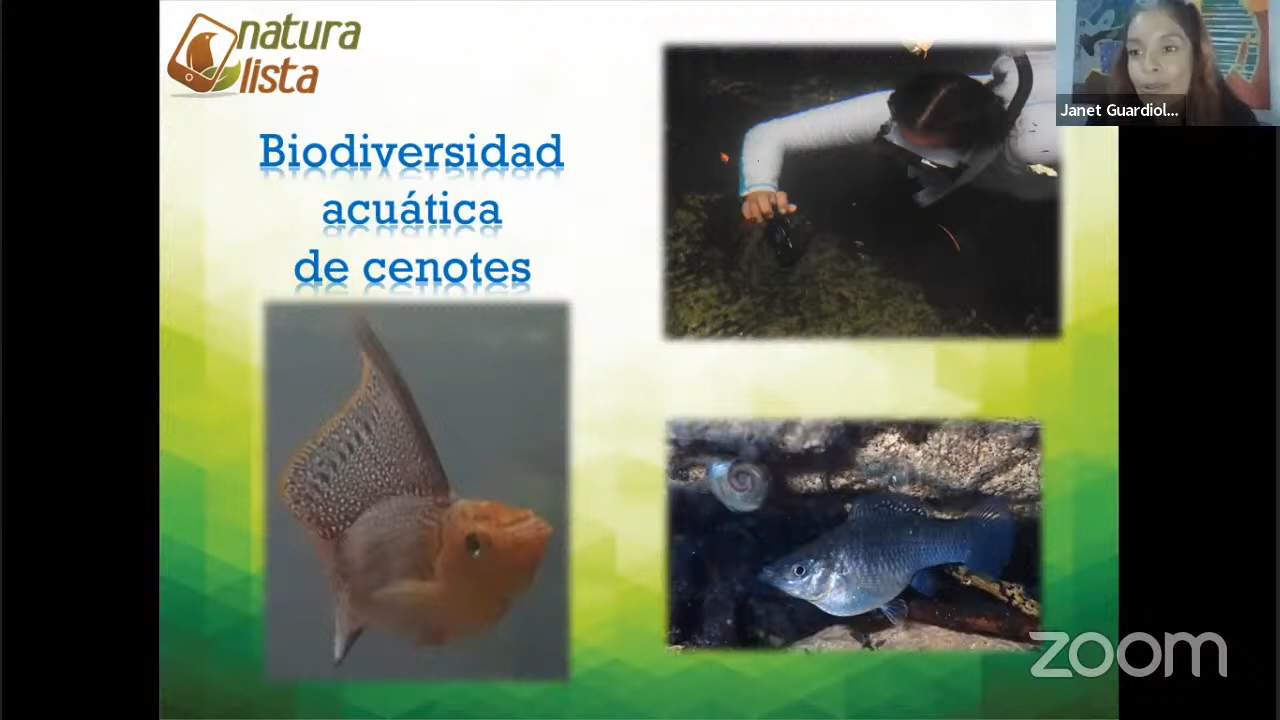 natura
lista
Janet Guardiol...
Biodiversidad
acuática
de cenotes
zoom